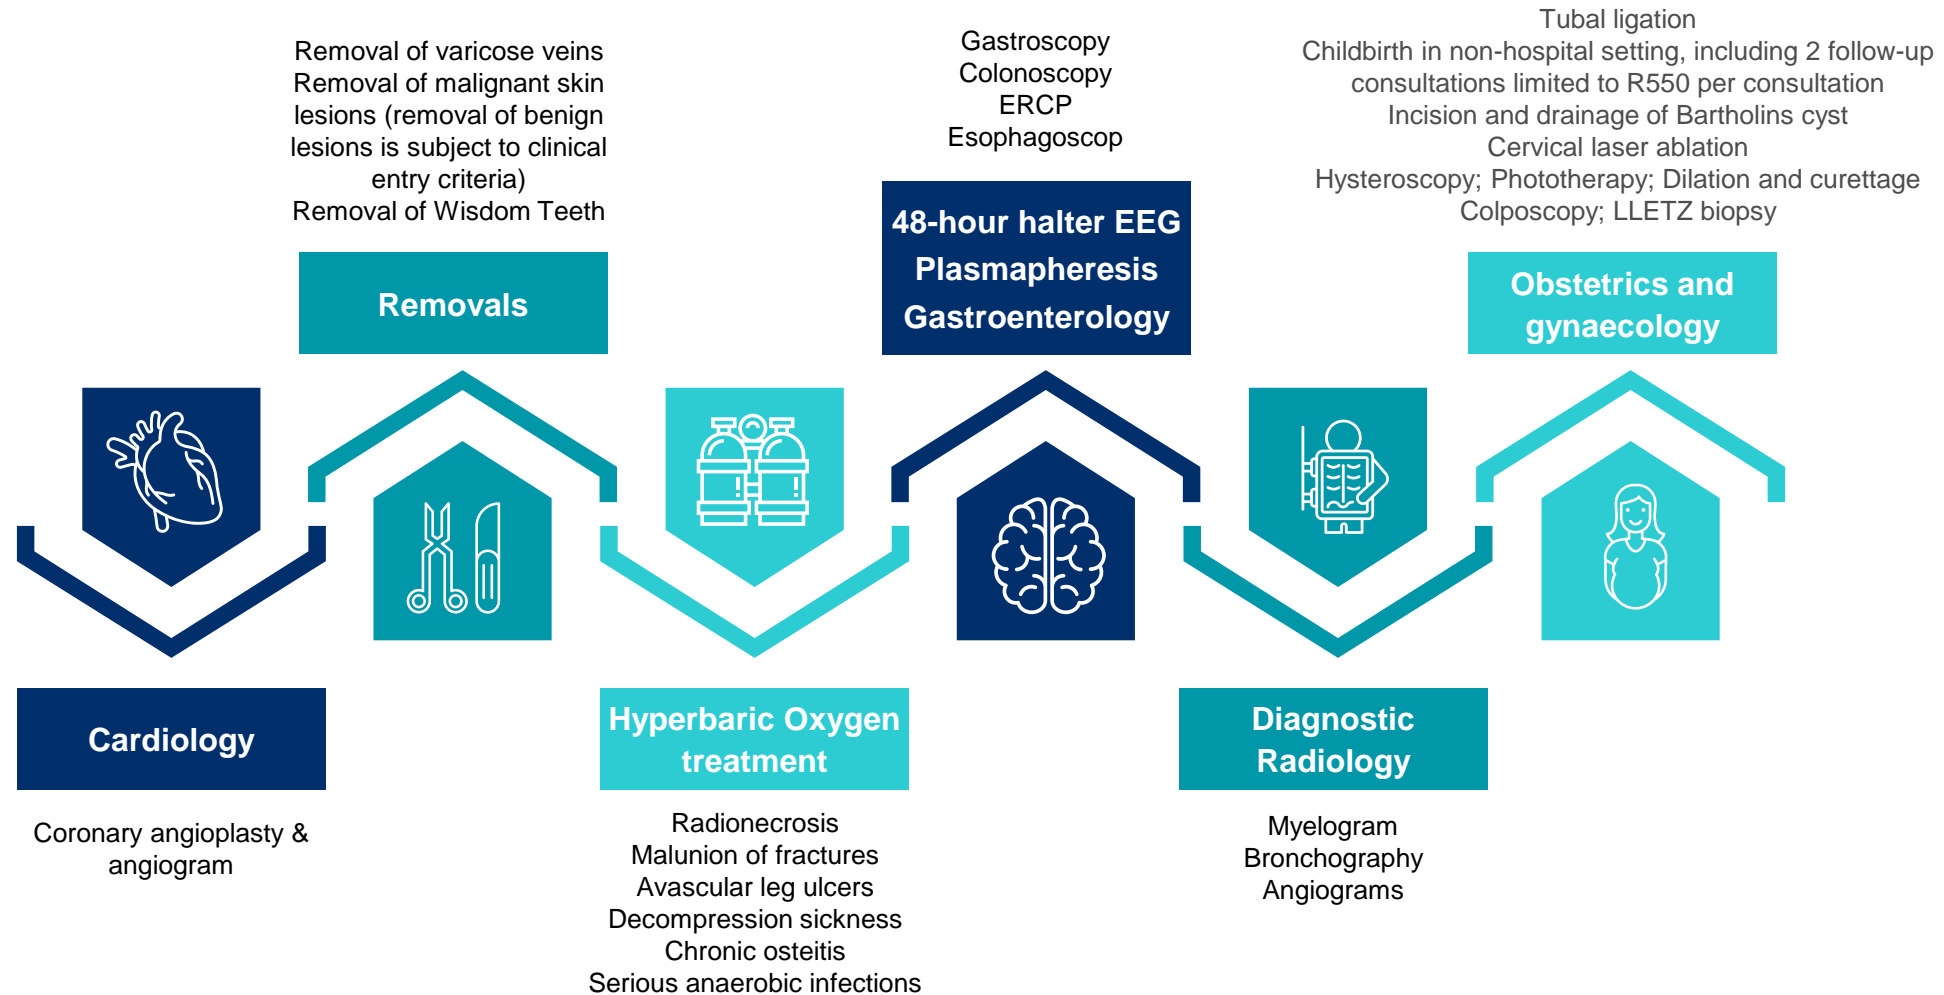 Removal of varicose veins
Removal of malignant skin
lesions (removal of benign
lesions is subject to clinical
entry criteria)
Removal of Wisdom Teeth
Removals
Gastroscopy
Colonoscopy
ERCP
Esophagoscop
48-hour halter EEG
Plasmapheresis
Gastroenterology
Tubal ligation
Childbirth in non-hospital setting, including 2 follow-up
consultations limited to R550 per consultation
Incision and drainage of Bartholins cyst
Cervical laser ablation
Hysteroscopy; Phototherapy; Dilation and curettage
Colposcopy; LLETZ biopsy
Obstetrics and
gynaecology
Cardiology
Coronary angioplasty &
angiogram
Hyperbaric Oxygen
treatment
Radionecrosis
Malunion of fractures
Avascular leg ulcers
Decompression sickness
Chronic osteitis
Serious anaerobic infections
Diagnostic
Radiology
Myelogram
Bronchography
Angiograms